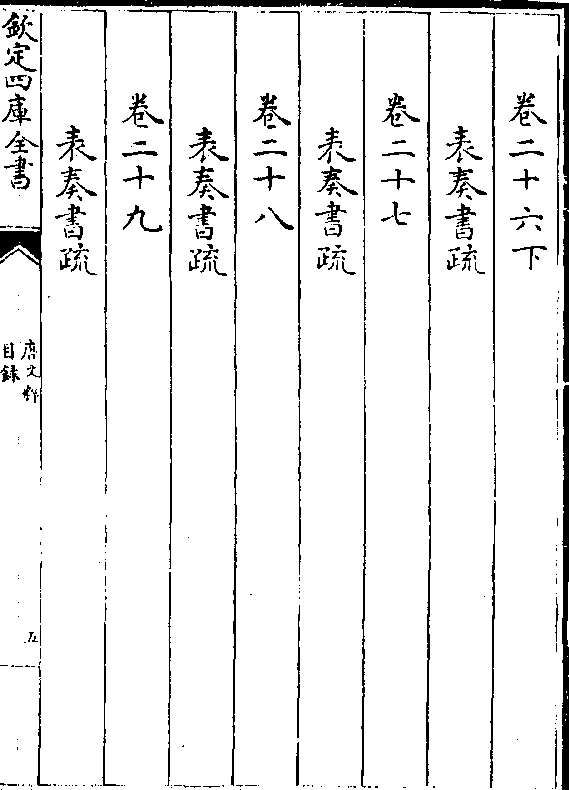 卷二十六下
表奏書疏
卷二十七
表奏書疏
卷二十八
表奏書疏
卷二十九
表奏書疏
欽定四庫全書
唐文粹
目録
五